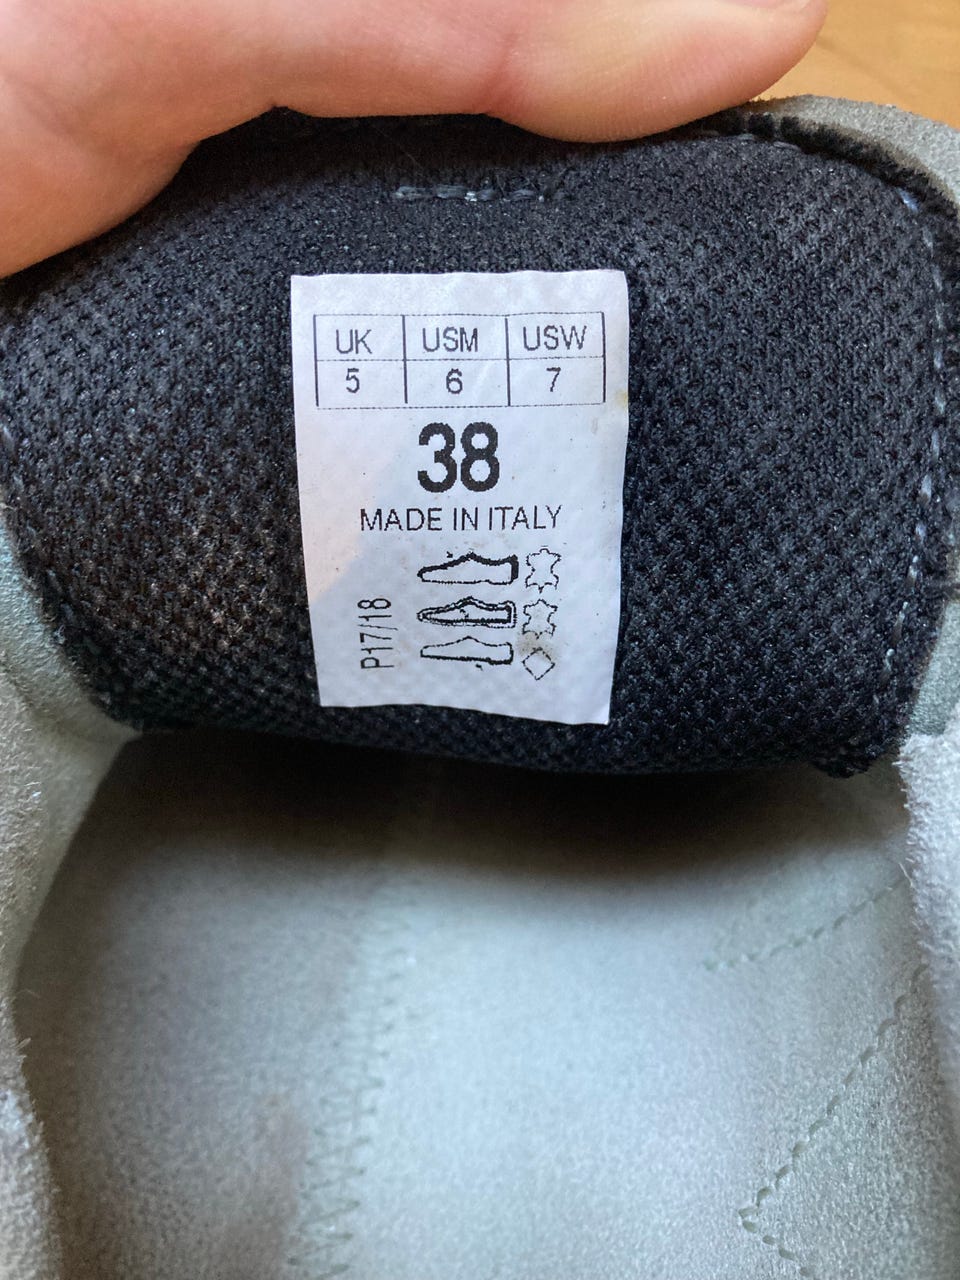 UK USM USW
5 6 7
38
MADE IN ITALY
P17/18